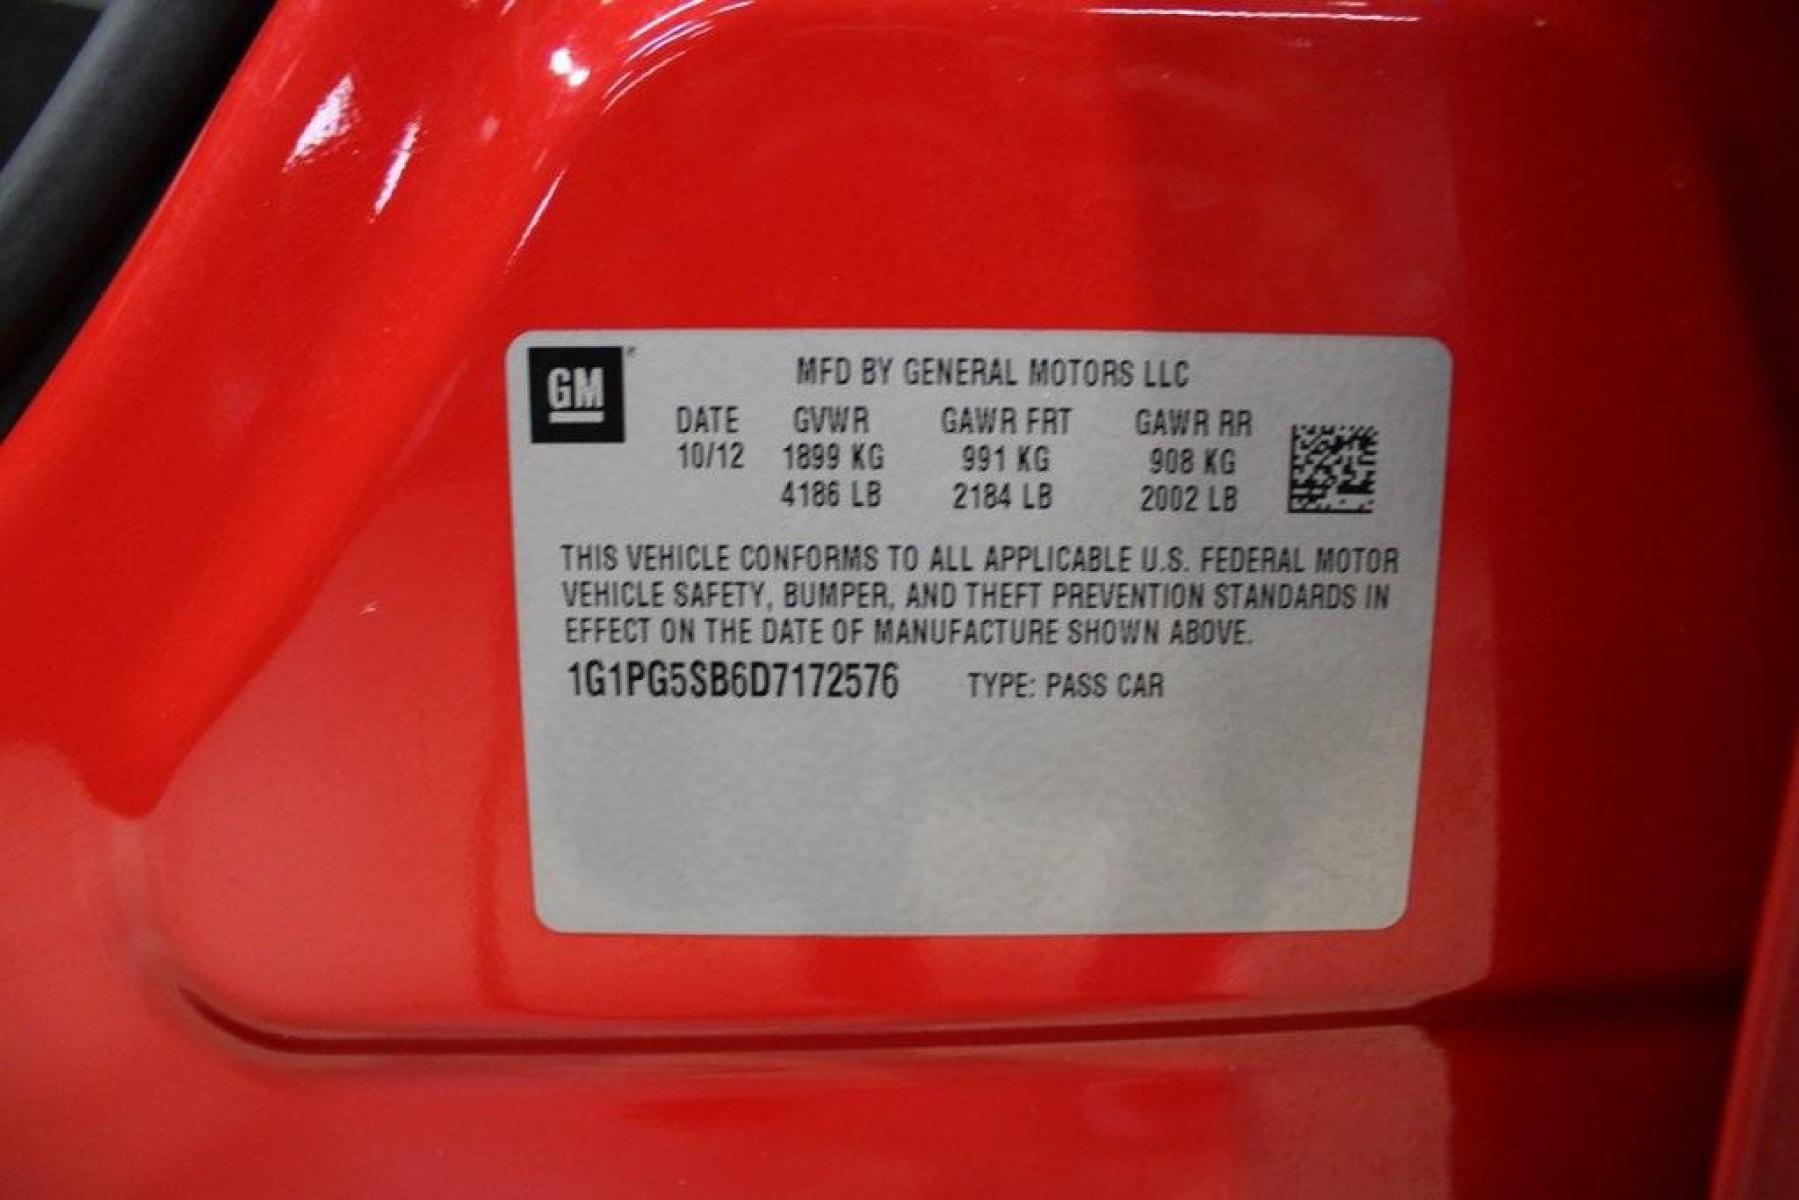 GM
MFD BY GENERAL MOTORS LLC
DATE GVWR GAWR FRT GAWR RR
10/12 1899 KG 991 KG 908 KG
4186 LB 2184 LB 2002 LB
THIS VEHICLE CONFORMS TO ALL APPLICABLE U.S. FEDERAL MOTOR
VEHICLE SAFETY, BUMPER, AND THEFT PREVENTION STANDARDS IN
EFFECT ON THE DATE OF MANUFACTURE SHOWN ABOVE.
1G1PG5SB6D7172576 TYPE: PASS CAR